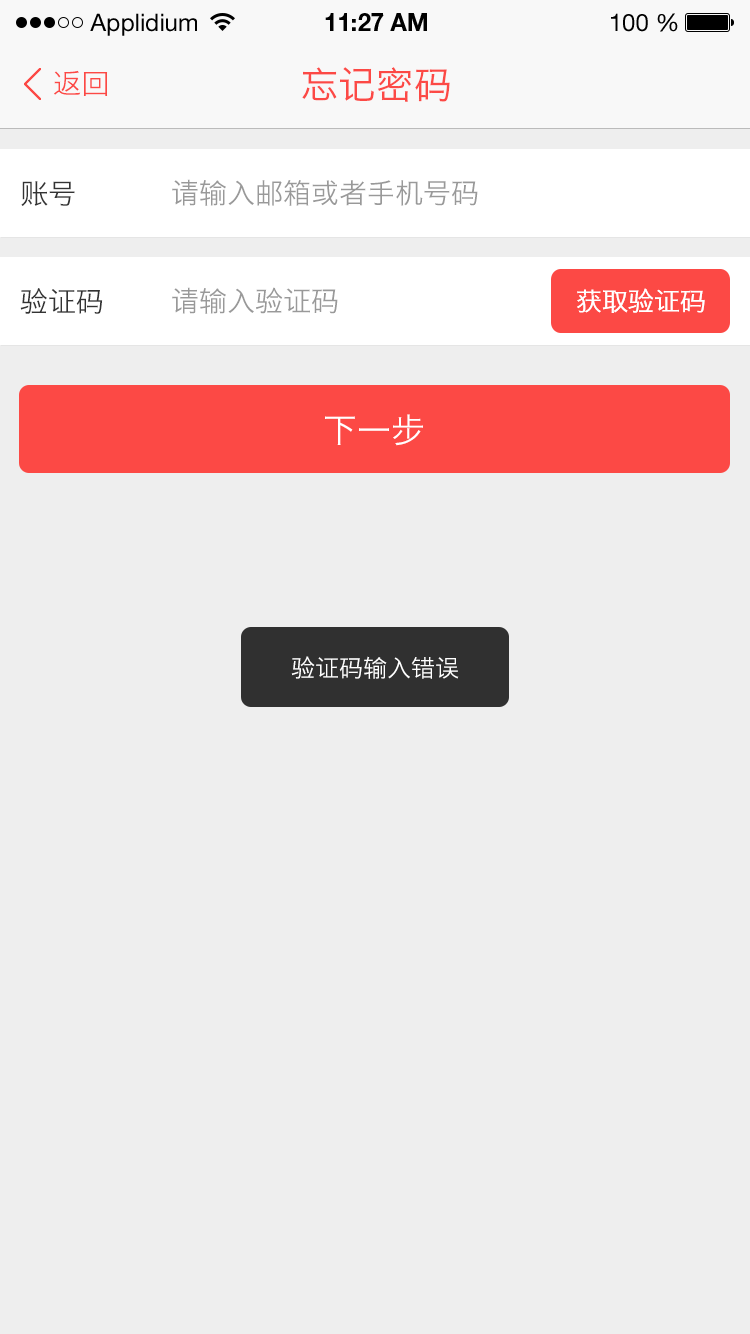 Applidium 11:27 AM 100 %
返回 忘记密码
账号 请输入邮箱或者手机号码
验证码 请输入验证码 获取验证码
下一步
验证码输入错误